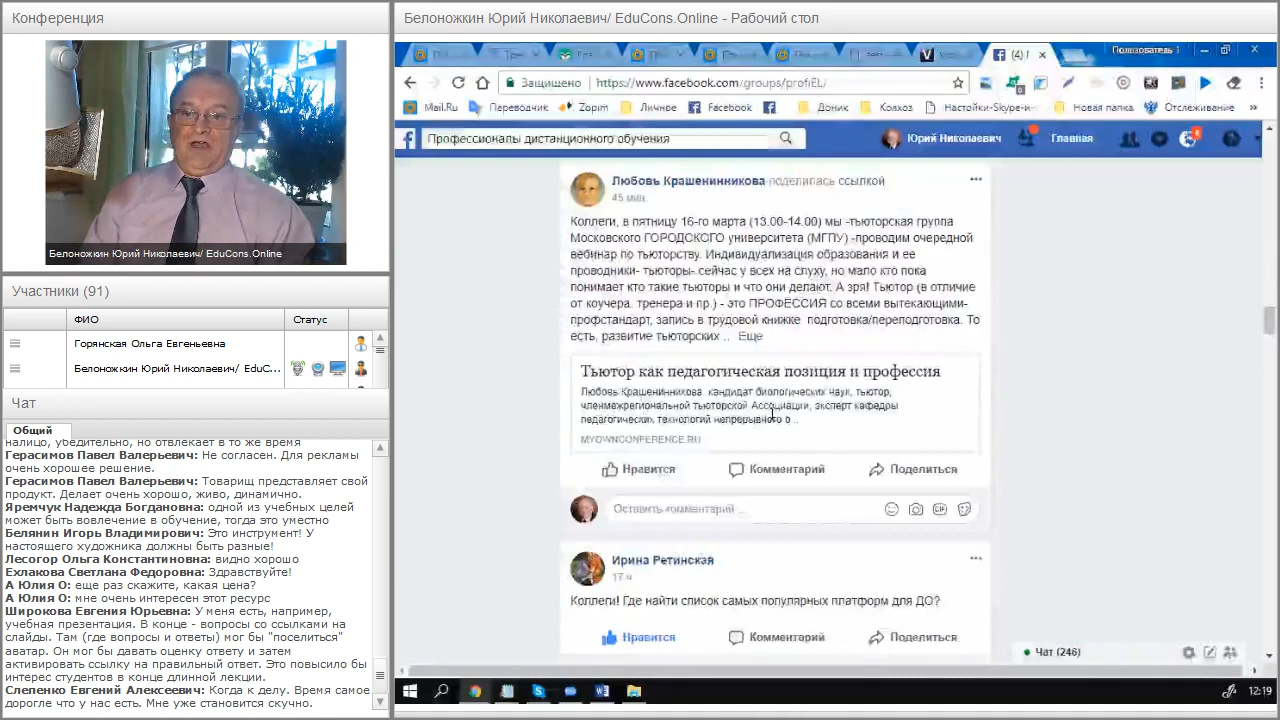 Конференция
Белоножкин Юрий Николаевич/ EduCons.Online
Участники (91)
ФИО
Статус
Горянская Ольга Евгеньевна
Белоножкин Юрий Николаевич/ EduC...
Чат
Общий
налицо, убедительно, но отвлекает в то же время
Герасимов Павел Валерьевич: Не согласен. Для рекламы
очень хорошее решение.
Герасимов Павел Валерьевич: Товарищ представляет свой
продукт. Делает очень хорошо, живо, динамично.
Яремчук Надежда Богдановна: одной из учебных целей
может быть вовлечение в обучение, тогда это уместно
Белянин Игорь Владимирович: Это инструмент! У
настоящего художника должны быть разные!
Лесогор Ольга Константиновна: видно хорошо
Ехлакова Светлана Федоровна: Здравствуйте!
А Юлия О: еще раз скажите, какая цена?
А Юлия О: мне очень интересен этот ресурс
Широкова Евгения Юрьевна: У меня есть, например,
учебная презентация. В конце - вопросы со ссылками на
слайды. Там (где вопросы и ответы) мог бы "поселиться"
аватар. Он мог бы давать оценку ответу и затем
активировать ссылку на правильный ответ. Это повысило бы
интерес студентов в конце длинной лекции.
Слепенко Евгений Алексеевич: Когда к делу. Время самое
дорогле что у нас есть. Мне уже становится скучно.
Белоножкин Юрий Николаевич/ EduCons.Online - Рабочий стол
Пользователь 1
Защищено https://www.facebook.com/groups/profiEL/
Mail.Ru Переводчик Zapim Личное Facebook Доник Колхоз Настройки-Skype-и- Новая папка Отслеживание
Профессионалы дистанционного обучения
Юрий Николаевич Главная
Любовь Крашенинникова поделилась ссылкой
45 мин.
Коллеги, в пятницу 16-го марта (13.00-14.00) мы -тьюторская группа
Московского ГОРОДСКОГО университета (МГПУ) -проводим очередной
вебинар по тьюторству. Индивидуализация образования и ее
проводники- тьюторы- сейчас у всех на слуху, но мало кто пока
понимает кто такие тьюторы и что они делают. А зря! Тьютор (в отличие
от коучера. тренера и пр.) - это ПРОФЕССИЯ со всеми вытекающими-
профстандарт, запись в трудовой книжке подготовка/переподготовка. То
есть, развитие тьюторских .. Еще
Тьютор как педагогическая позиция и профессия
Любовь Крашенинникова кандидат биологических наук, тьютор,
членмежрегиональной тьюторской Ассоциации, эксперт кафедры
педагогических технологий непрерывного о ..
MYOWNCONFERENCE.RU
Нравится Комментарий Поделиться
Оставить комментарий ...
GIF
Ирина Ретинская
17 ч
Коллеги! Где найти список самых популярных платформ для ДО?
Нравится Комментарий Поделиться
Чат (246)
12:19